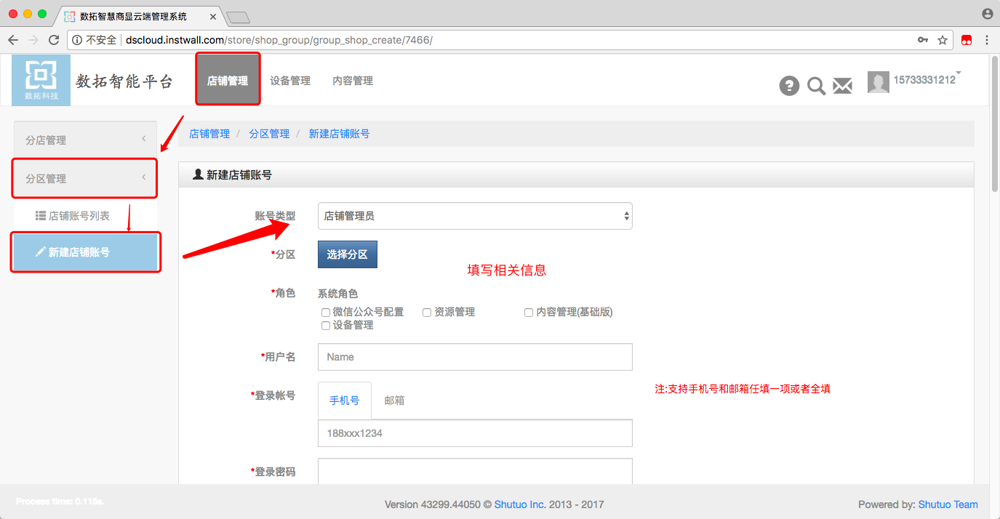 数拓智慧商显云端管理系统
不安全 dscloud.instwall.com/store/shop_group/group_shop_create/7466/
数拓科技
数拓智能平台
店铺管理 设备管理 内容管理
15733331212
分店管理
分区管理
店铺账号列表
新建店铺账号
店铺管理 / 分区管理 / 新建店铺账号
新建店铺账号
账号类型 店铺管理员
*分区 选择分区
填写相关信息
*角色 系统角色
微信公众号配置 资源管理 内容管理(基础版)
设备管理
*用户名 Name
*登录帐号 手机号 邮箱
注:支持手机号和邮箱任填一项或者全填
188xxx1234
*登录密码
Process time: 0.115s.
Version 43299.44050 © Shutuo Inc. 2013 - 2017
Powered by: Shutuo Team